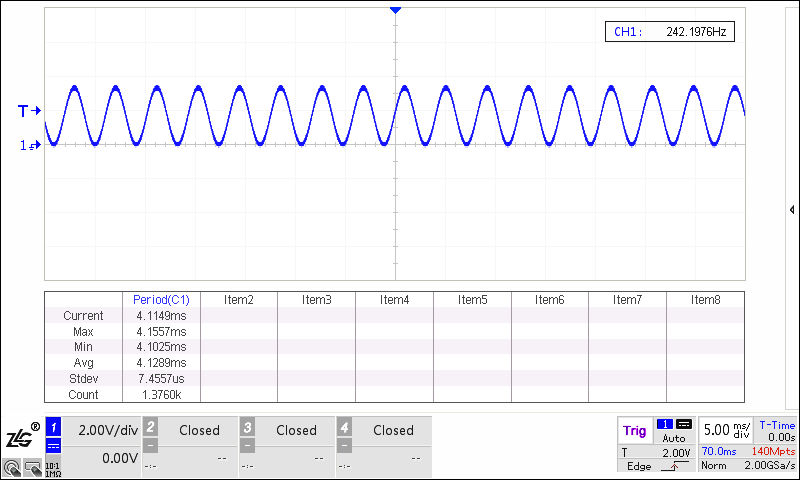 CH1: 242.1976Hz
T
1
Period(C1) Item2 Item3 Item4 Item5 Item6 Item7 Item8
Current 4.1149ms
Max 4.1557ms
Min 4.1025ms
Avg 4.1289ms
Stdev 7.4557us
Count 1.3760k
ZLG®
1 2.00V/div 2 Closed 3 Closed 4 Closed
0.00V -- -- --
10:1 -:- -:- -:-
1MΩ
Trig 1 Auto 5.00 ms/div T-Time 0.00s
T 2.00V 70.0ms 140Mpts
Edge Norm 2.00GSa/s